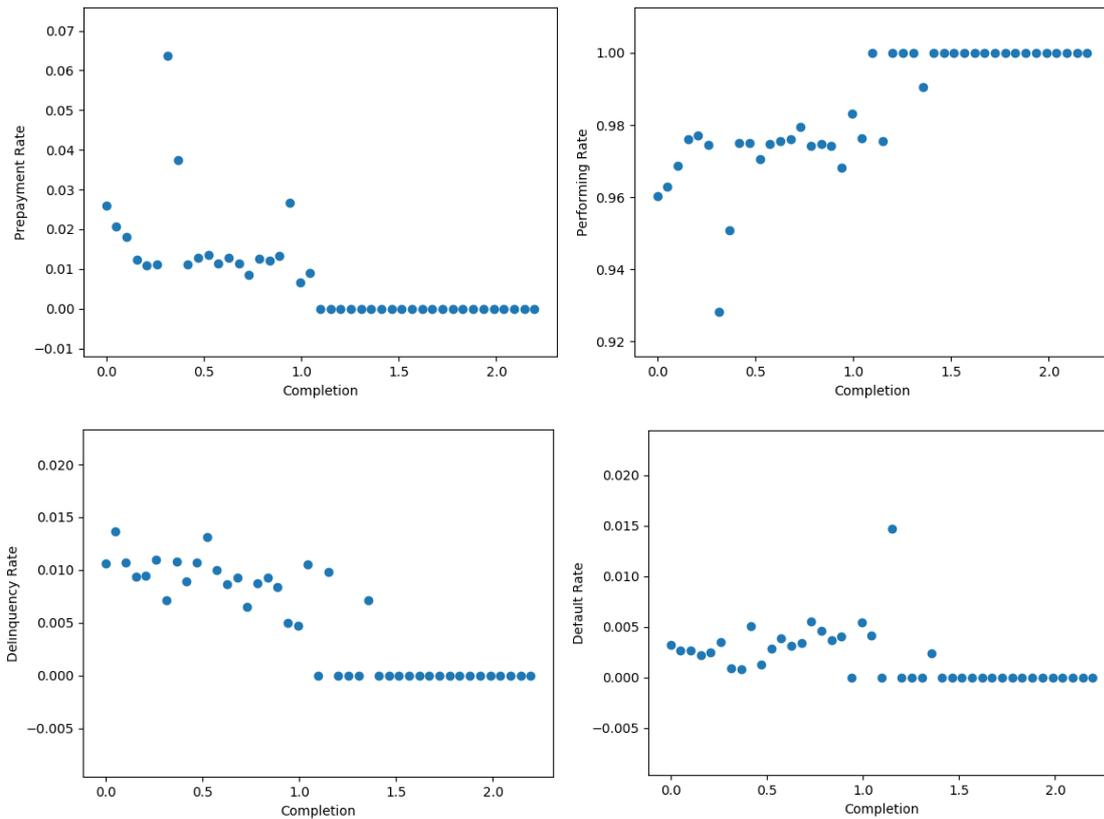 Prepayment Rate
0.07
0.06
0.05
0.04
0.03
0.02
0.01
0.00
−0.01
0.0 0.5 1.0 1.5 2.0
Completion
Performing Rate
1.00
0.98
0.96
0.94
0.92
0.0 0.5 1.0 1.5 2.0
Completion
Delinquency Rate
0.020
0.015
0.010
0.005
0.000
−0.005
0.0 0.5 1.0 1.5 2.0
Completion
Default Rate
0.020
0.015
0.010
0.005
0.000
−0.005
0.0 0.5 1.0 1.5 2.0
Completion